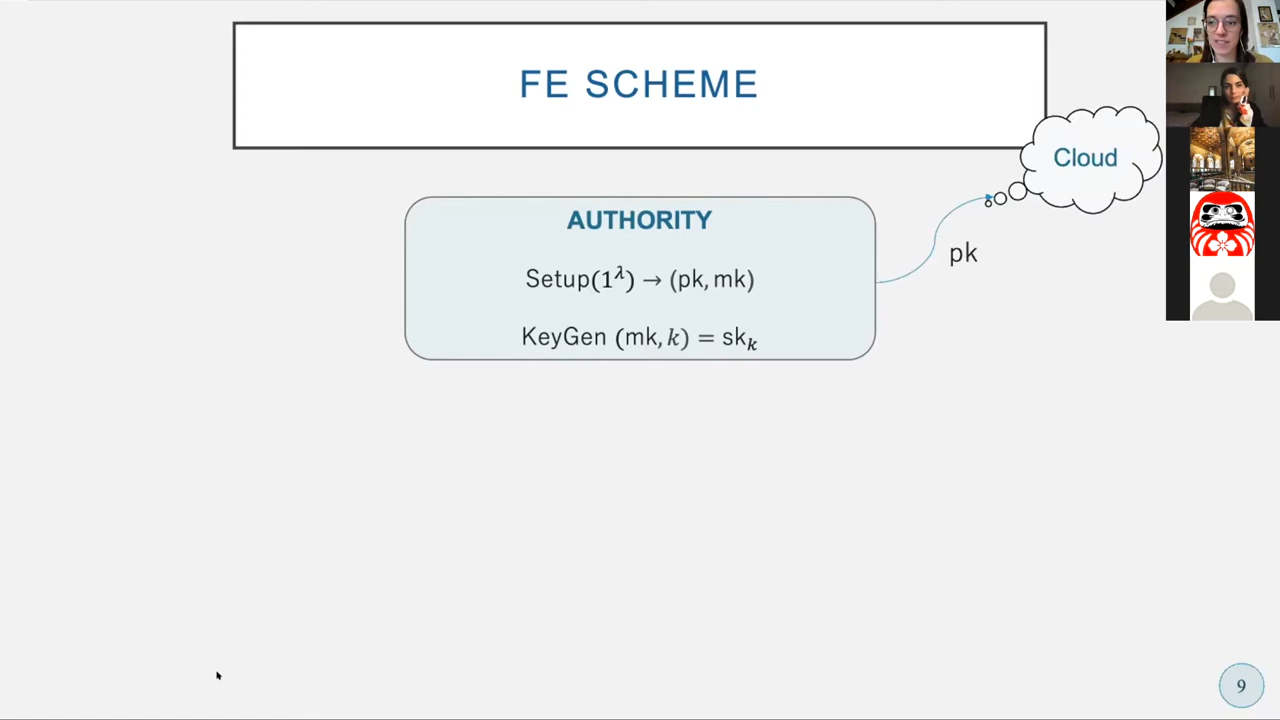 FE SCHEME
Cloud
AUTHORITY
pk
Setup(1^λ) → (pk, mk)
KeyGen (mk, k) = sk_k
9